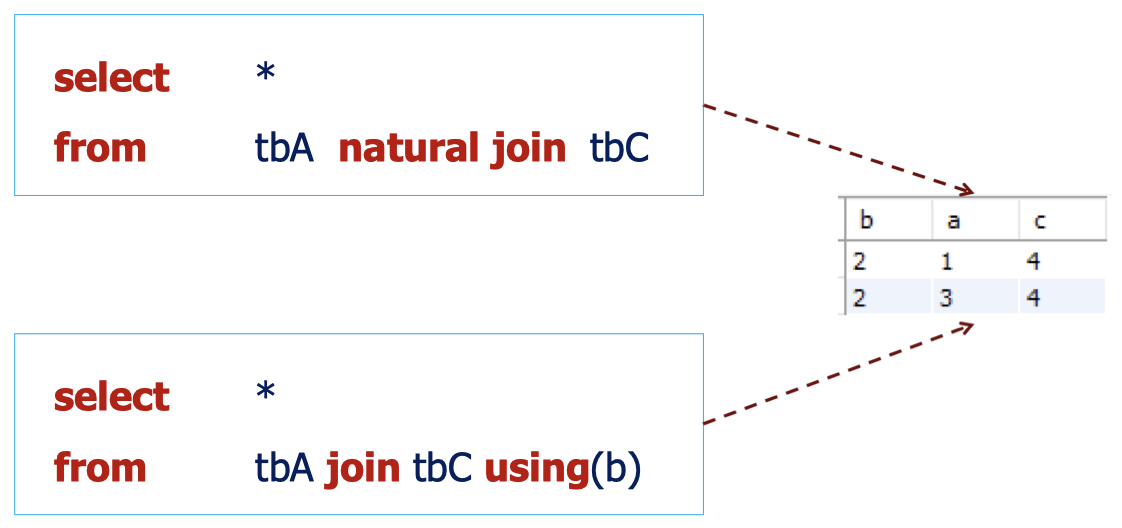 select *
from tbA natural join tbC
b a c
2 1 4
2 3 4
select *
from tbA join tbC using(b)